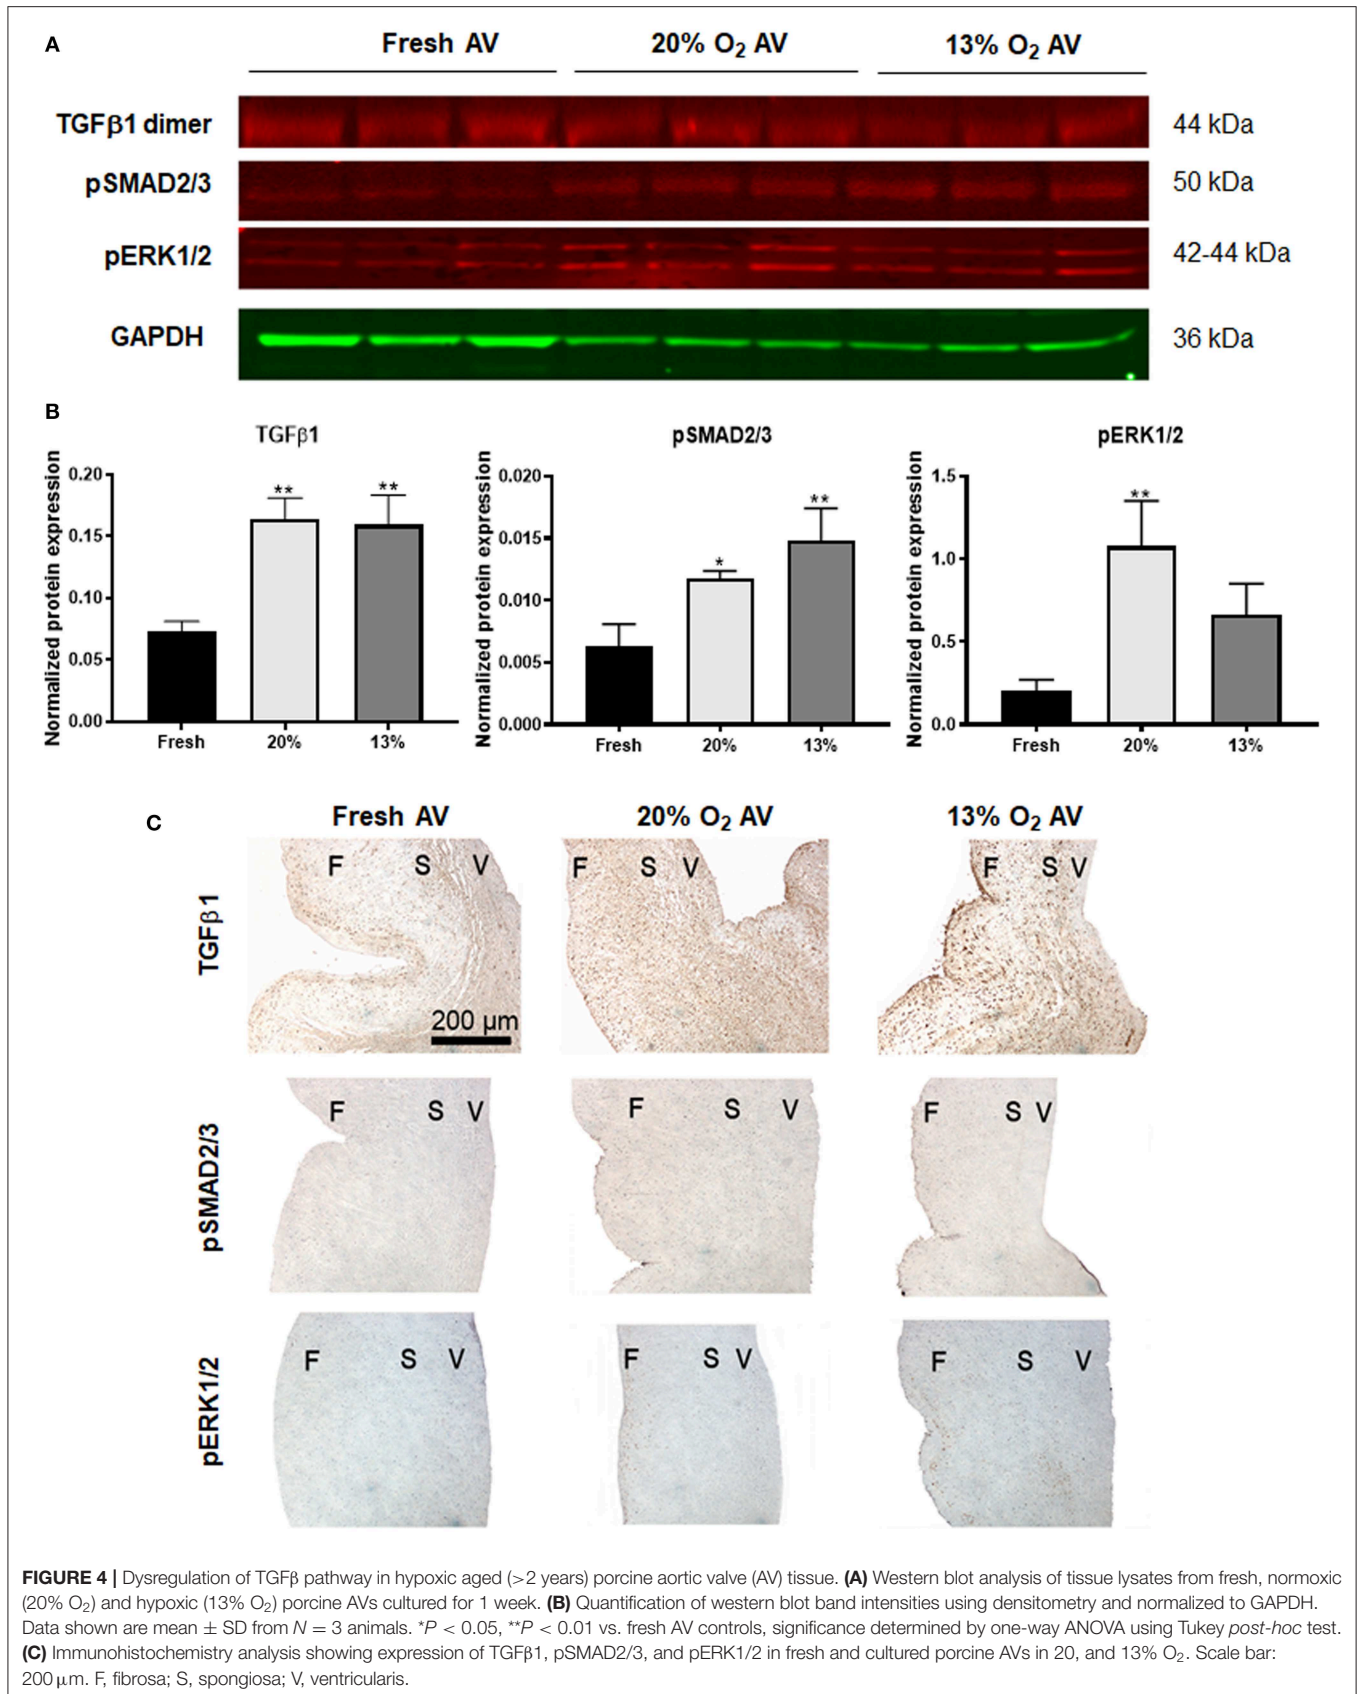 A
Fresh AV
20% O₂ AV
13% O₂ AV
TGFβ1 dimer
44 kDa
pSMAD2/3
50 kDa
pERK1/2
42-44 kDa
GAPDH
36 kDa
B
TGFβ1
Normalized protein expression
0.20
0.15
0.10
0.05
0.00
**
**
Fresh
20%
13%
pSMAD2/3
Normalized protein expression
0.020
0.015
0.010
0.005
0.000
*
**
Fresh
20%
13%
pERK1/2
Normalized protein expression
1.5
1.0
0.5
0.0
**
Fresh
20%
13%
C
Fresh AV
20% O₂ AV
13% O₂ AV
TGFβ1
F S V
F S V
F S V
200 µm
pSMAD2/3
F S V
F S V
F S V
pERK1/2
F S V
F S V
F S V
FIGURE 4 | Dysregulation of TGFβ pathway in hypoxic aged (>2 years) porcine aortic valve (AV) tissue. (A) Western blot analysis of tissue lysates from fresh, normoxic
(20% O₂) and hypoxic (13% O₂) porcine AVs cultured for 1 week. (B) Quantification of western blot band intensities using densitometry and normalized to GAPDH.
Data shown are mean ± SD from N = 3 animals. *P < 0.05, **P < 0.01 vs. fresh AV controls, significance determined by one-way ANOVA using Tukey post-hoc test.
(C) Immunohistochemistry analysis showing expression of TGFβ1, pSMAD2/3, and pERK1/2 in fresh and cultured porcine AVs in 20, and 13% O₂. Scale bar:
200 µm. F, fibrosa; S, spongiosa; V, ventricularis.